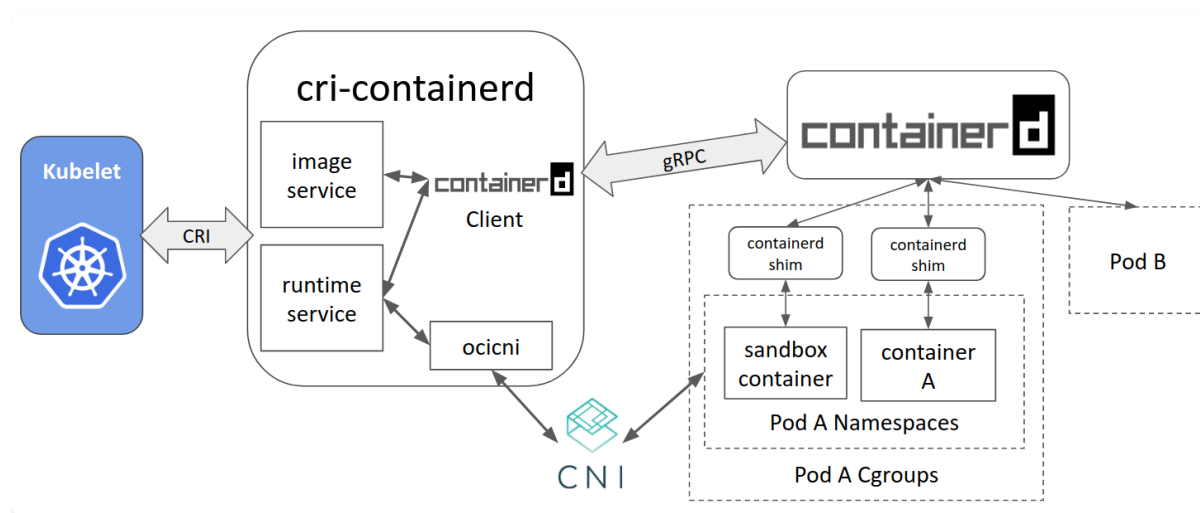 cri-containerd
Kubelet
CRI
image
service
runtime
service
containerd
Client
ocicni
gRPC
CNI
containerd
containerd
shim
containerd
shim
sandbox
container
container
A
Pod A Namespaces
Pod A Cgroups
Pod B